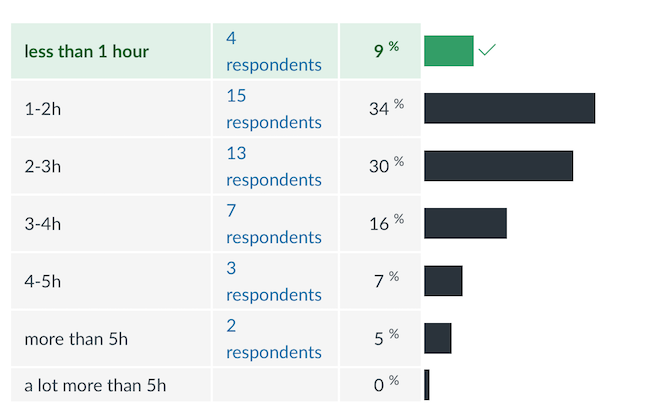 less than 1 hour 4 respondents 9 %
1-2h 15 respondents 34 %
2-3h 13 respondents 30 %
3-4h 7 respondents 16 %
4-5h 3 respondents 7 %
more than 5h 2 respondents 5 %
a lot more than 5h 0 %